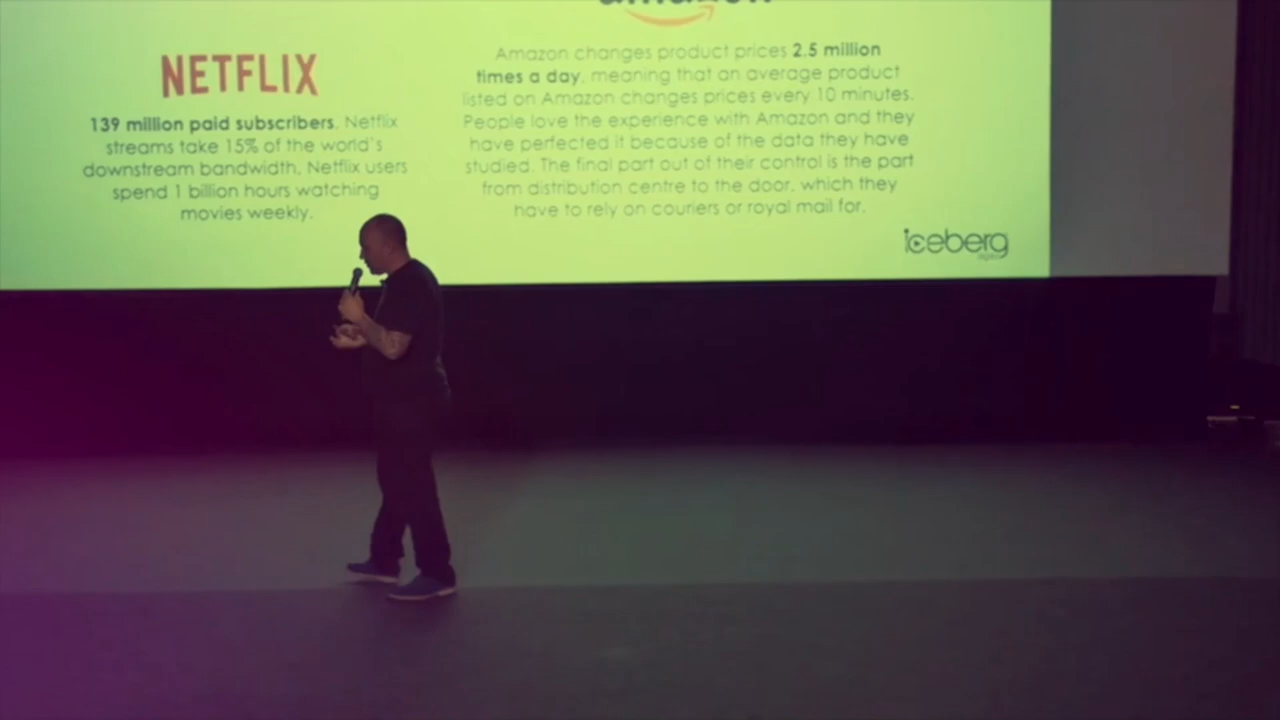 NETFLIX
139 million paid subscribers. Netflix
streams take 15% of the world's
downstream bandwidth. Netflix users
spend 1 billion hours watching
movies weekly.
amazon
Amazon changes product prices 2.5 million
times a day, meaning that an average product
listed on Amazon changes prices every 10 minutes.
People love the experience with Amazon and they
have perfected it because of the data they have
studied. The final part out of their control is the part
from distribution centre to the door, which they
have to rely on couriers or royal mail for.
iceberg
digital